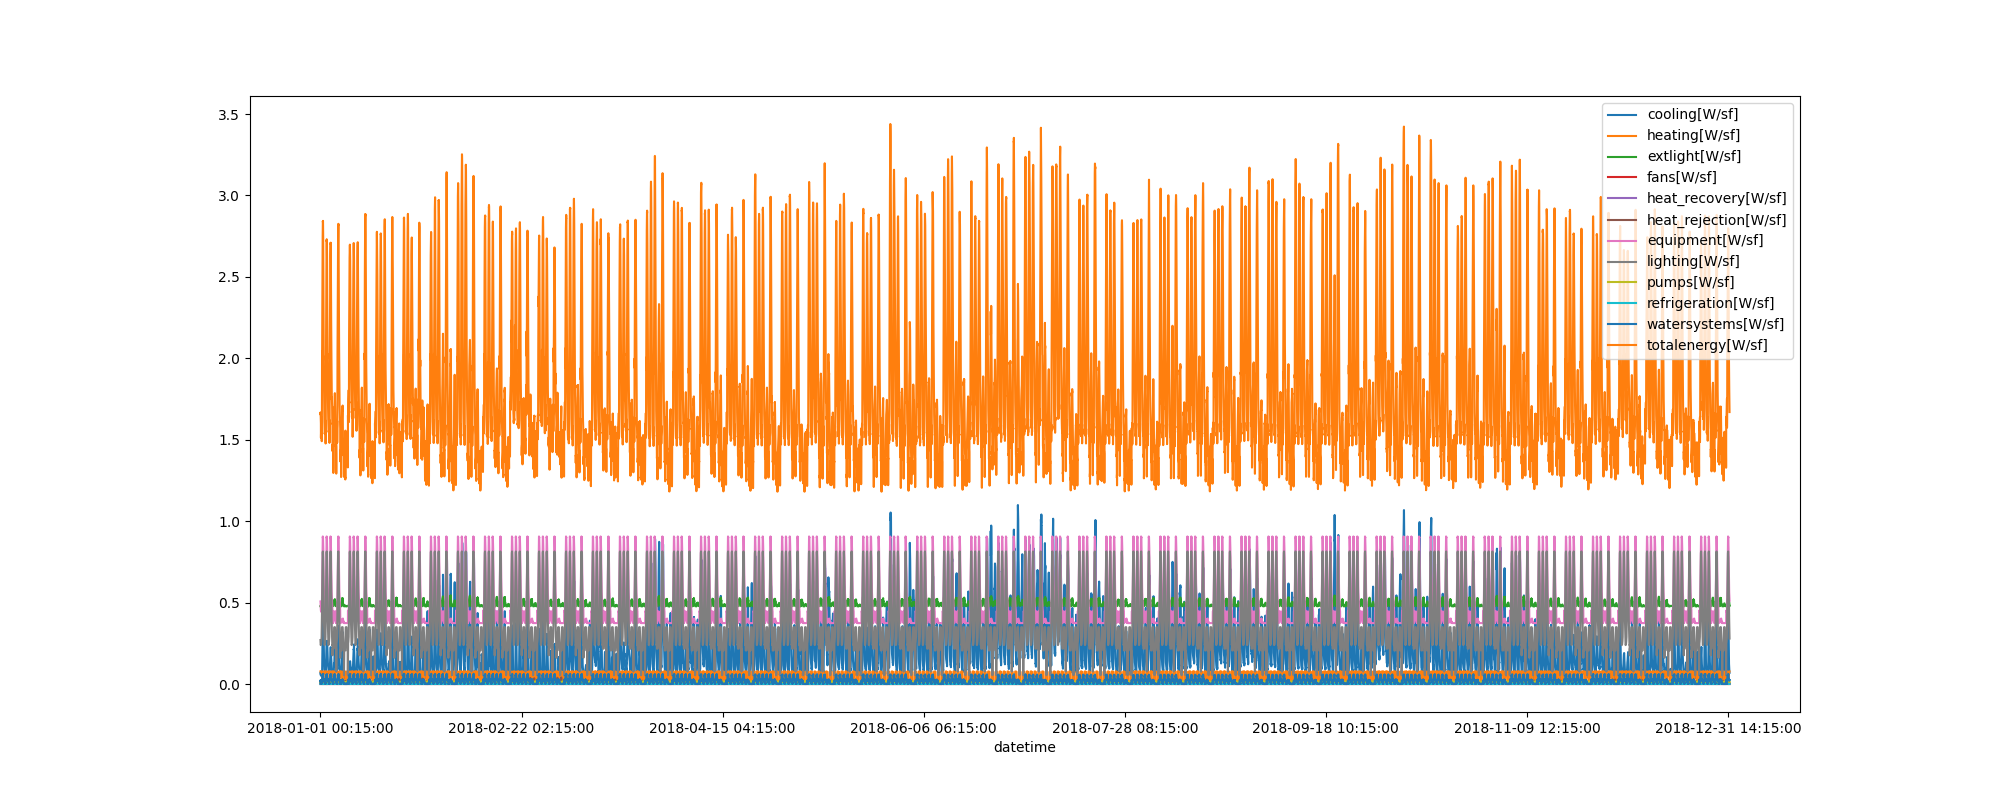 3.5
3.0
2.5
2.0
1.5
1.0
0.5
0.0
cooling[W/sf]
heating[W/sf]
extlight[W/sf]
fans[W/sf]
heat_recovery[W/sf]
heat_rejection[W/sf]
equipment[W/sf]
lighting[W/sf]
pumps[W/sf]
refrigeration[W/sf]
watersystems[W/sf]
totalenergy[W/sf]
2018-01-01 00:15:00
2018-02-22 02:15:00
2018-04-15 04:15:00
2018-06-06 06:15:00
2018-07-28 08:15:00
2018-09-18 10:15:00
2018-11-09 12:15:00
2018-12-31 14:15:00
datetime